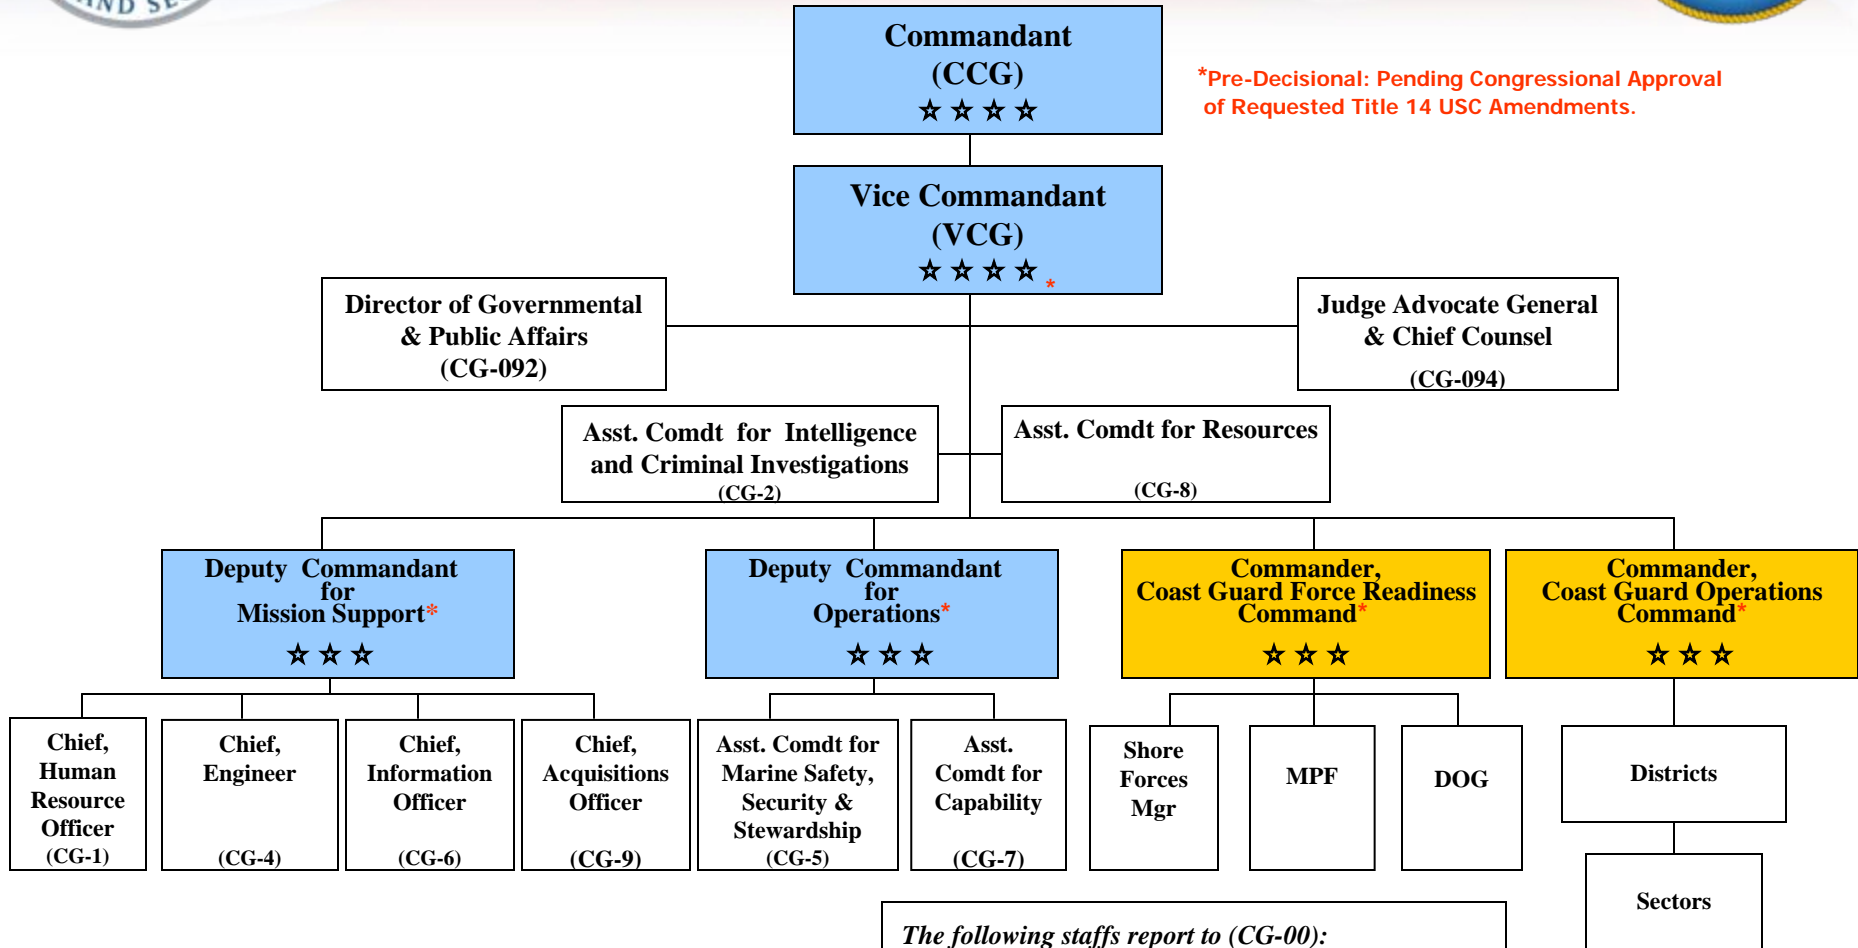 AND SE
Commandant
(CCG)
☆ ☆ ☆ ☆
*Pre-Decisional: Pending Congressional Approval
of Requested Title 14 USC Amendments.
Vice Commandant
(VCG)
☆ ☆ ☆ ☆ *
Director of Governmental
& Public Affairs
(CG-092)
Judge Advocate General
& Chief Counsel
(CG-094)
Asst. Comdt for Intelligence
and Criminal Investigations
(CG-2)
Asst. Comdt for Resources
(CG-8)
Deputy Commandant
for
Mission Support*
☆ ☆ ☆
Deputy Commandant
for
Operations*
☆ ☆ ☆
Commander,
Coast Guard Force Readiness
Command*
☆ ☆ ☆
Commander,
Coast Guard Operations
Command*
☆ ☆ ☆
Chief,
Human
Resource
Officer
(CG-1)
Chief,
Engineer
(CG-4)
Chief,
Information
Officer
(CG-6)
Chief,
Acquisitions
Officer
(CG-9)
Asst. Comdt for
Marine Safety,
Security &
Stewardship
(CG-5)
Asst.
Comdt for
Capability
(CG-7)
Shore
Forces
Mgr
MPF
DOG
Districts
Sectors
The following staffs report to (CG-00):